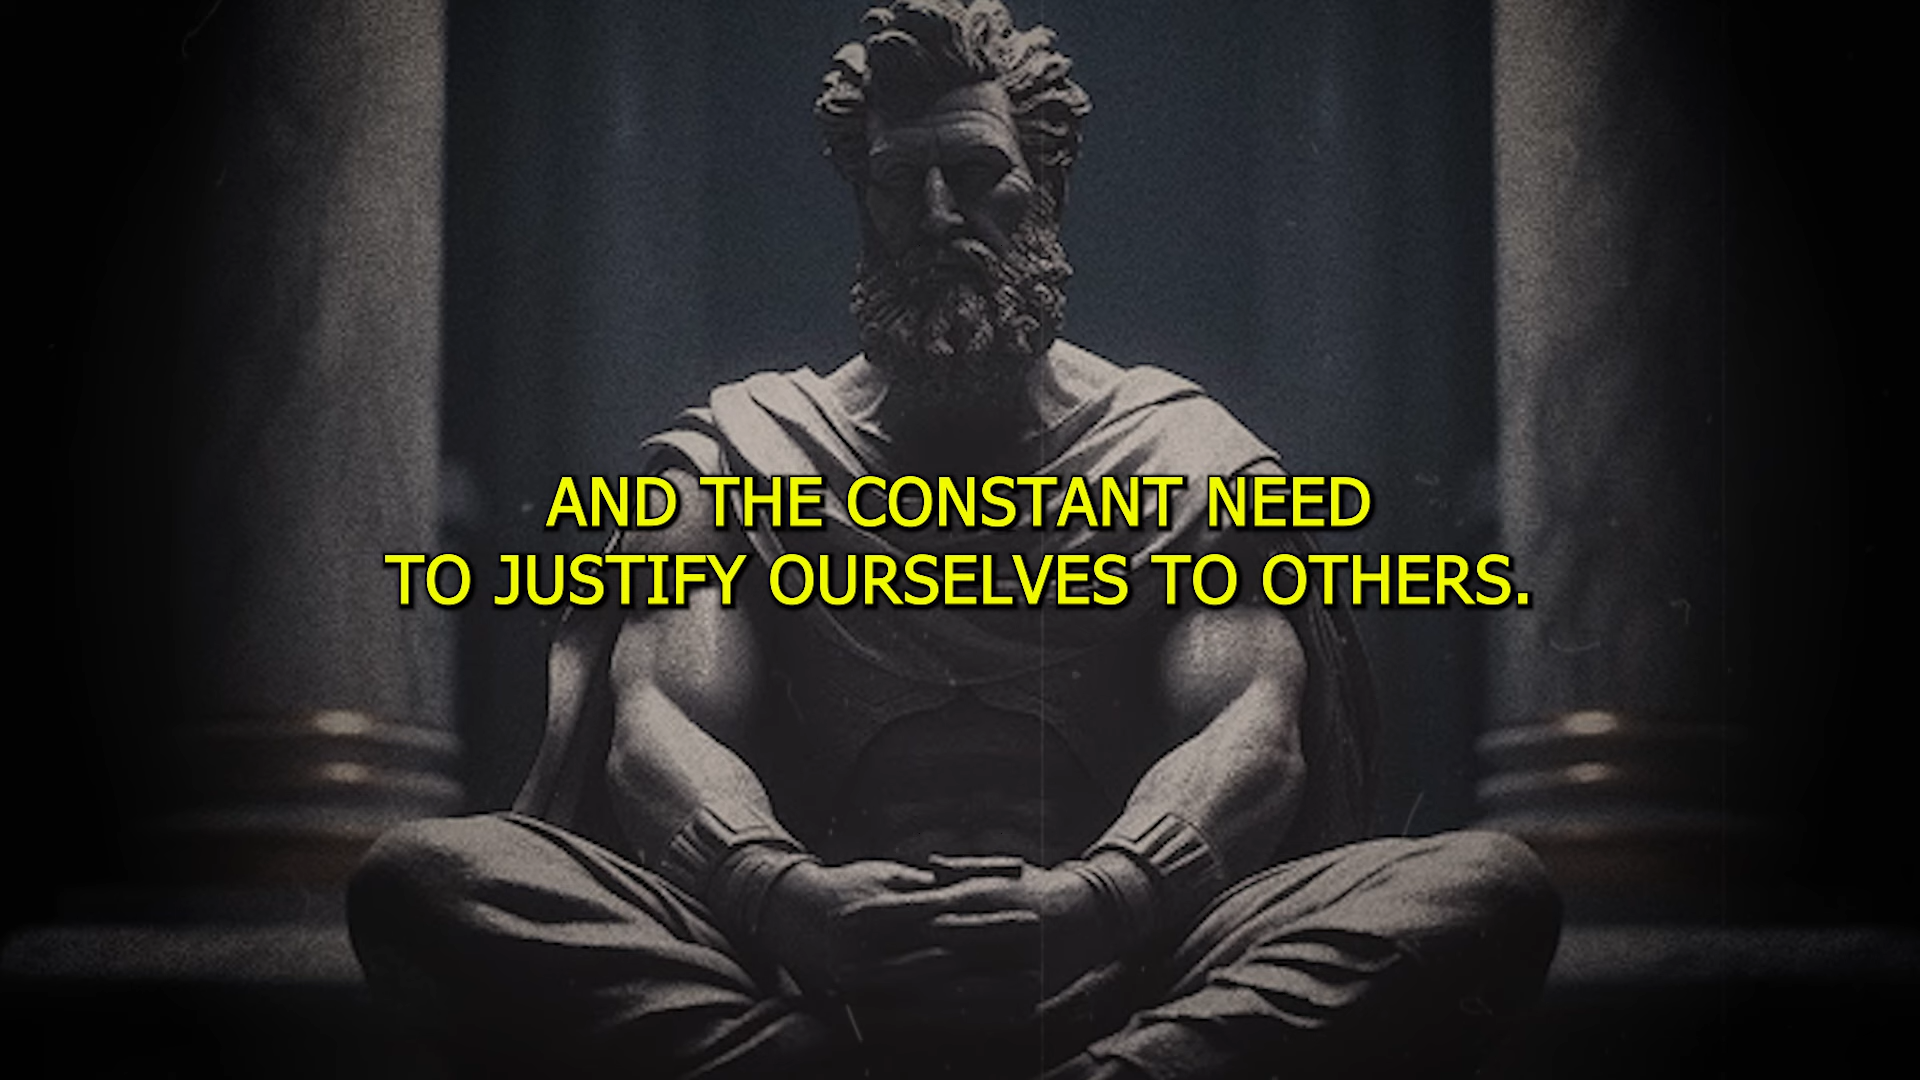 AND THE CONSTANT NEED
TO JUSTIFY OURSELVES TO OTHERS.